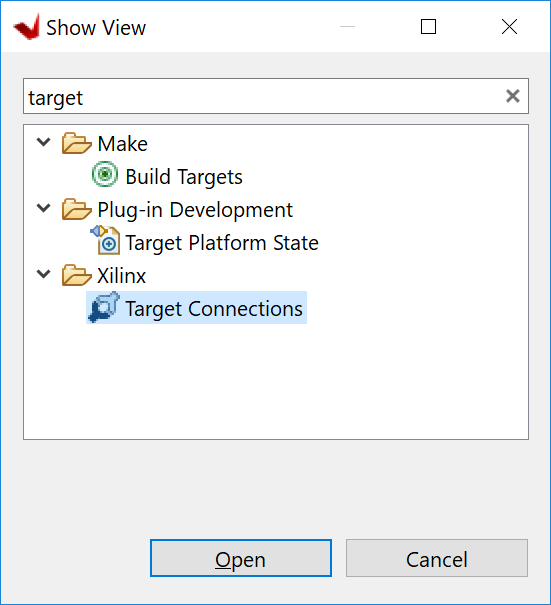 Show View
target
Make
Build Targets
Plug-in Development
Target Platform State
Xilinx
Target Connections
Open
Cancel